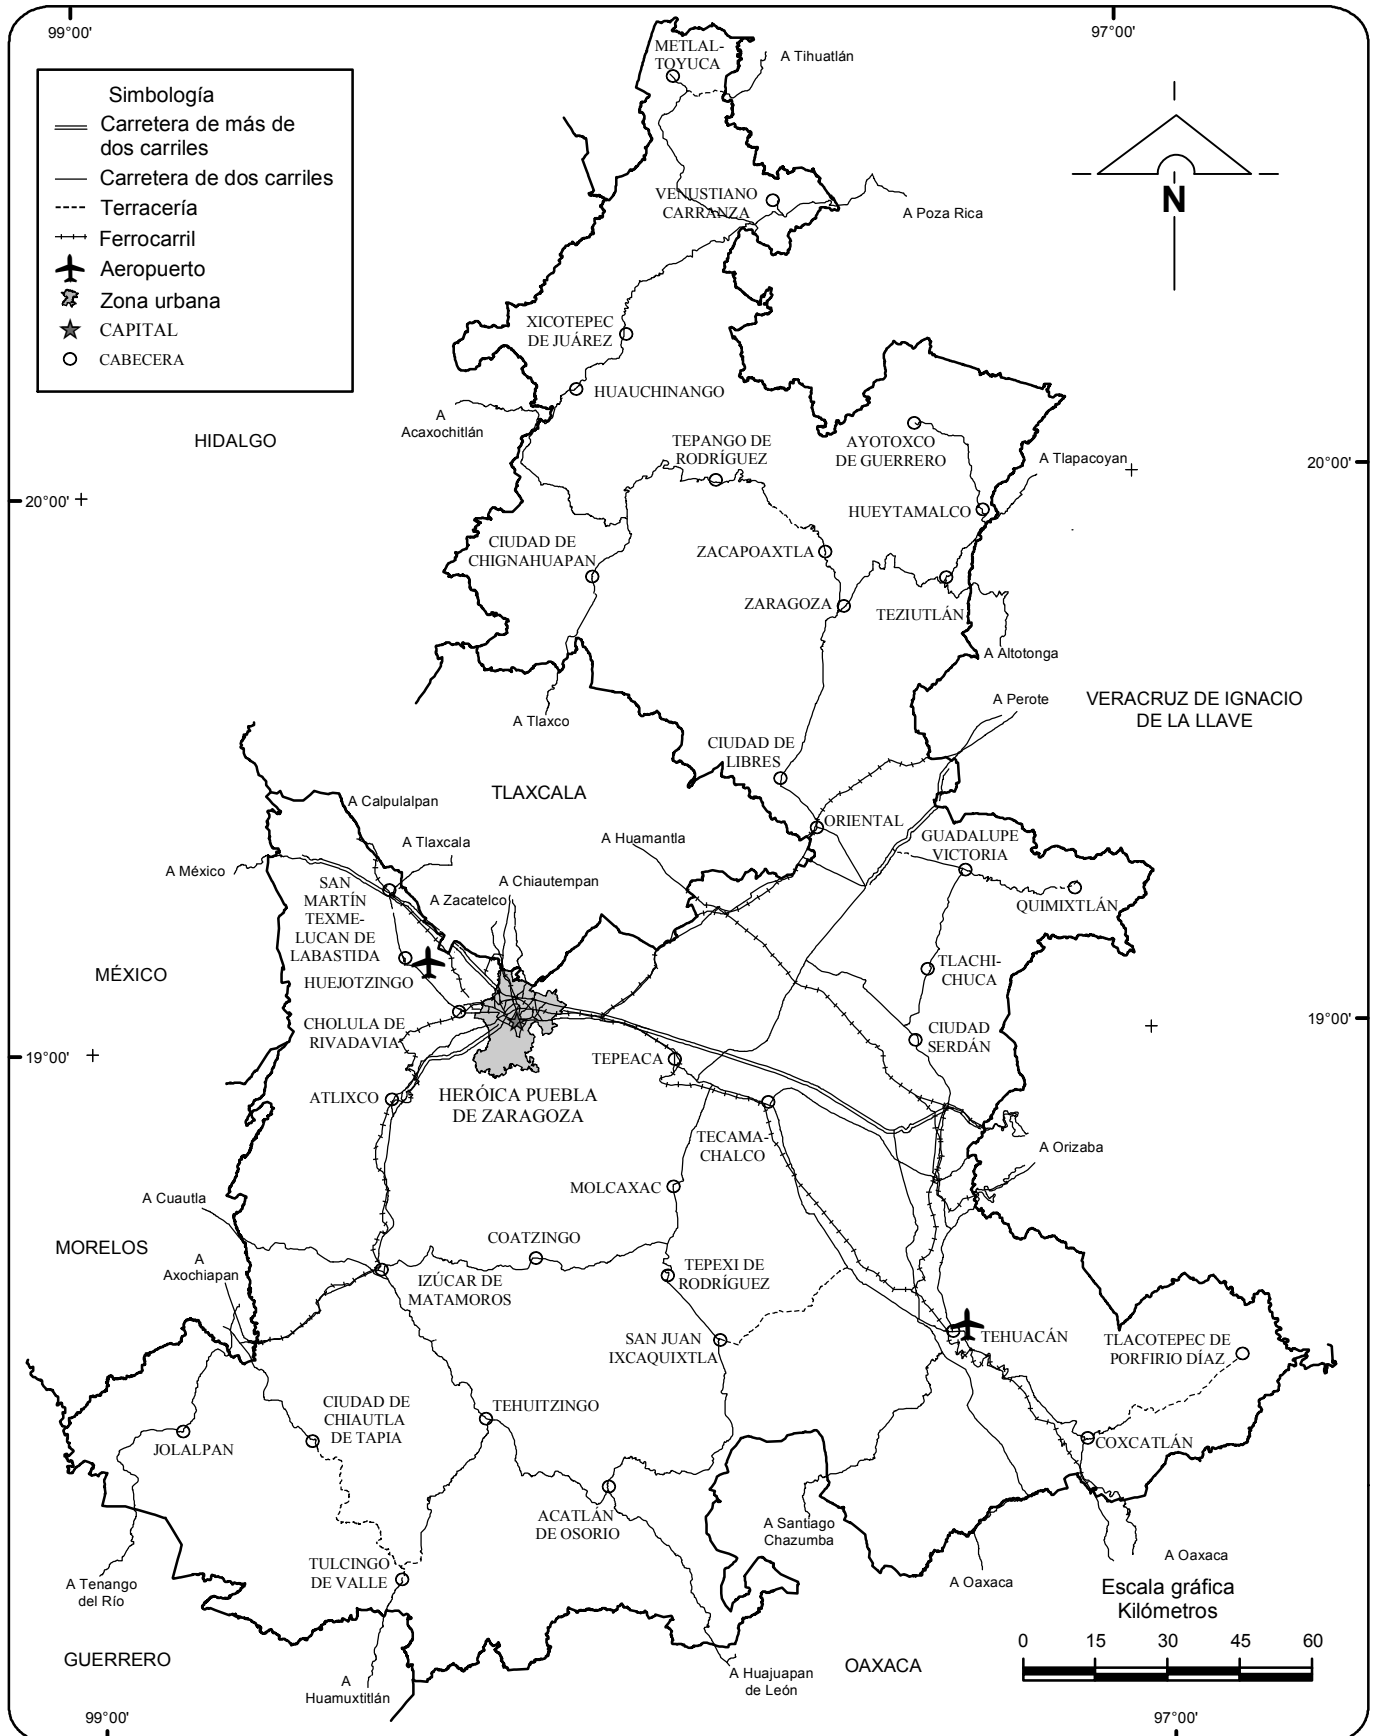 99°00'
97°00'
METLAL-
TOYUCA
A Tihuatlán
Simbología
Carretera de más de
dos carriles
Carretera de dos carriles
Terracería
Ferrocarril
Aeropuerto
Zona urbana
CAPITAL
CABECERA
N
VENUSTIANO
CARRANZA
A Poza Rica
XICOTEPEC
DE JUÁREZ
HUAUCHINANGO
A
Acaxochitlán
HIDALGO
TEPANGO DE
RODRÍGUEZ
AYOTOXCO
DE GUERRERO
A Tlapacoyan
20°00'
20°00'
HUEYTAMALCO
CIUDAD DE
CHIGNAHUAPAN
ZACAPOAXTLA
ZARAGOZA
TEZIUTLÁN
A Altotonga
A Perote
VERACRUZ DE IGNACIO
DE LA LLAVE
A Tlaxco
CIUDAD DE
LIBRES
TLAXCALA
A Calpulalpan
A Tlaxcala
A Huamantla
ORIENTAL
GUADALUPE
VICTORIA
A México
A Chiautempan
A Zacatelco
SAN
MARTÍN
TEXME-
LUCAN DE
LABASTIDA
QUIMIXTLÁN
MÉXICO
HUEJOTZINGO
TLACHI-
CHUCA
CHOLULA DE
RIVADAVIA
CIUDAD
SERDÁN
19°00'
19°00'
TEPEACA
ATLIXCO
HERÓICA PUEBLA
DE ZARAGOZA
TECAMA-
CHALCO
A Orizaba
MOLCAXAC
A Cuautla
COATZINGO
MORELOS
A
Axochiapan
IZÚCAR DE
MATAMOROS
TEPEXI DE
RODRÍGUEZ
SAN JUAN
IXCAQUIXTLA
TEHUACÁN
TLACOTEPEC DE
PORFIRIO DÍAZ
CIUDAD DE
CHIAUTLA
DE TAPIA
TEHUITZINGO
JOLALPAN
COXCATLÁN
ACATLÁN
DE OSORIO
A Santiago
Chazumba
A Oaxaca
A Oaxaca
TULCINGO
DE VALLE
A Tenango
del Río
Escala gráfica
Kilómetros
0 15 30 45 60
GUERRERO
A
Huamuxtitlán
A Huajuapan
de León
OAXACA
99°00'
97°00'